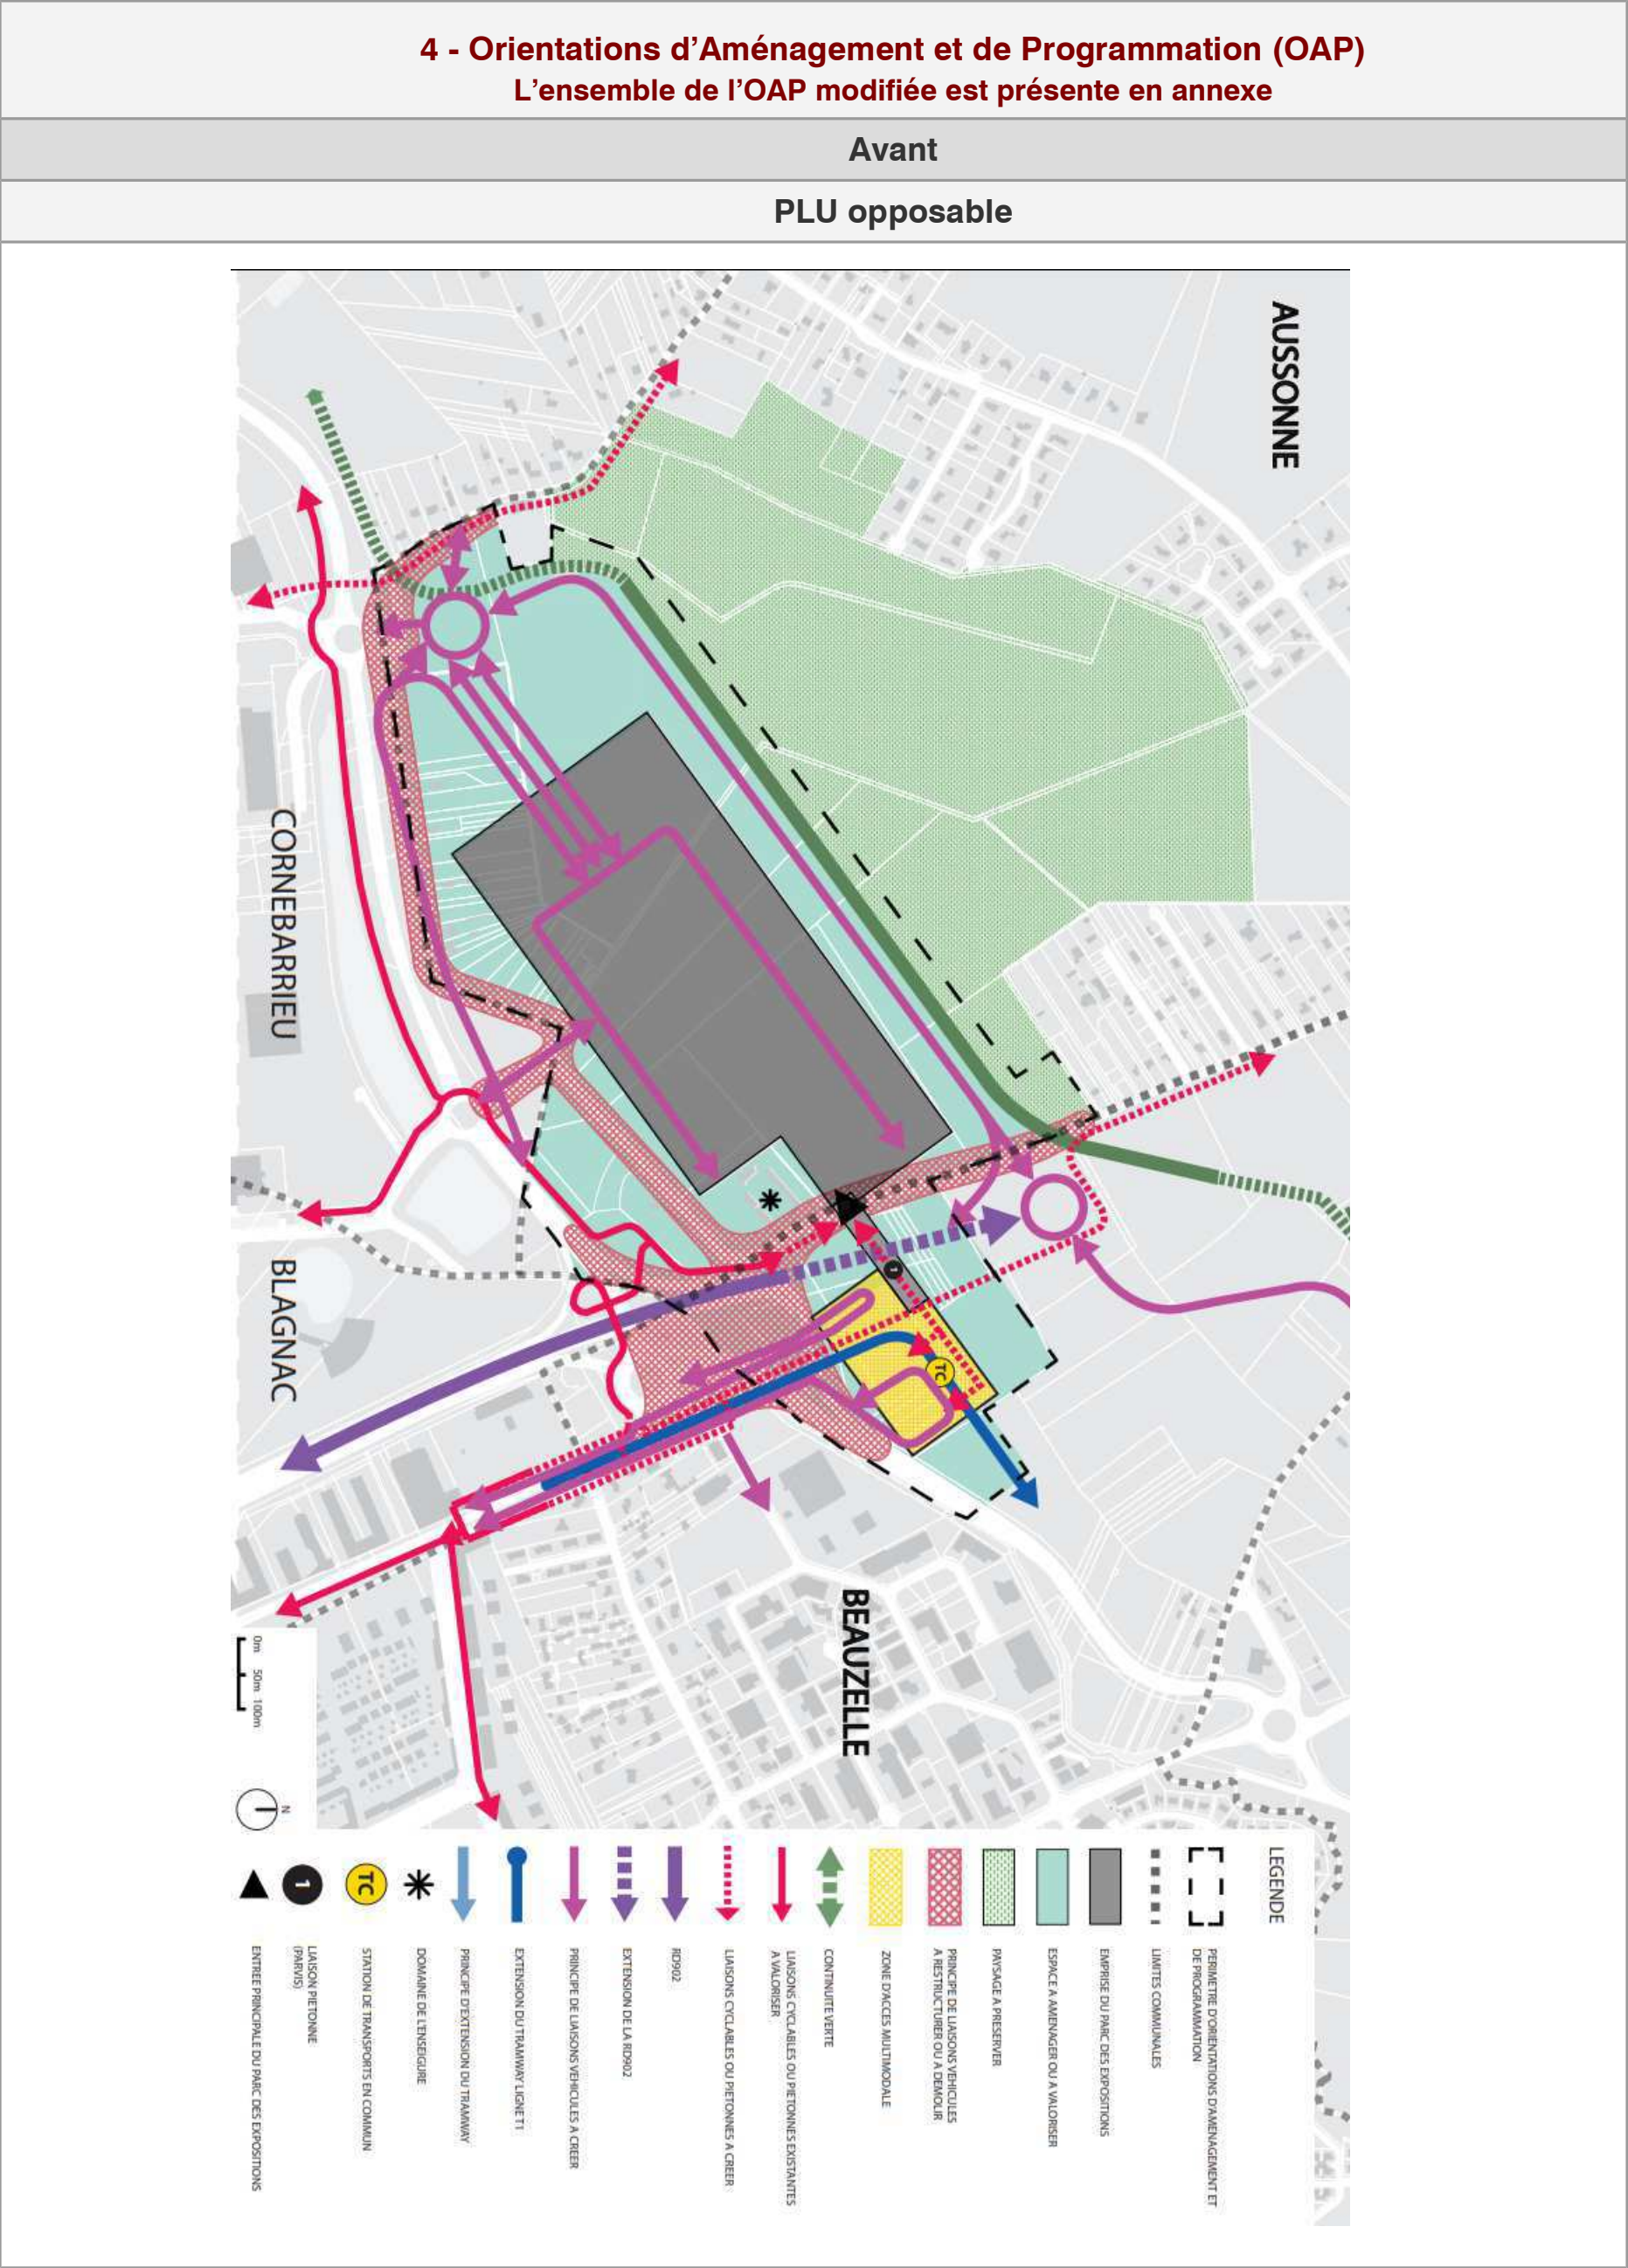 4 - Orientations d’Aménagement et de Programmation (OAP)
L’ensemble de l’OAP modifiée est présente en annexe
Avant
PLU opposable
AUSSONNE
CORNEBARRIEU
BLAGNAC
BEAUZELLE
1
TC
0m 50m 100m
N
LEGENDE
PERIMETRE D'ORIENTATIONS D'AMENAGEMENT ET
DE PROGRAMMATION
LIMITES COMMUNALES
EMPRISE DU PARC DES EXPOSITIONS
ESPACE A AMENAGER OU A VALORISER
PAYSAGE A PRESERVER
PRINCIPE DE LIAISONS VEHICULES
A RESTRUCTURER OU A DEMOLIR
ZONE D'ACCES MULTIMODALE
CONTINUITE VERTE
LIAISONS CYCLABLES OU PIETONNES EXISTANTES
A VALORISER
LIAISONS CYCLABLES OU PIETONNES A CREER
RD902
EXTENSION DE LA RD902
PRINCIPE DE LIAISONS VEHICULES A CREER
EXTENSION DU TRAMWAY LIGNE T1
PRINCIPE D'EXTENSION DU TRAMWAY
DOMAINE DE L'ENSEIGURE
TC
STATION DE TRANSPORTS EN COMMUN
1
LIAISON PIETONNE
(PARVIS)
ENTREE PRINCIPALE DU PARC DES EXPOSITIONS